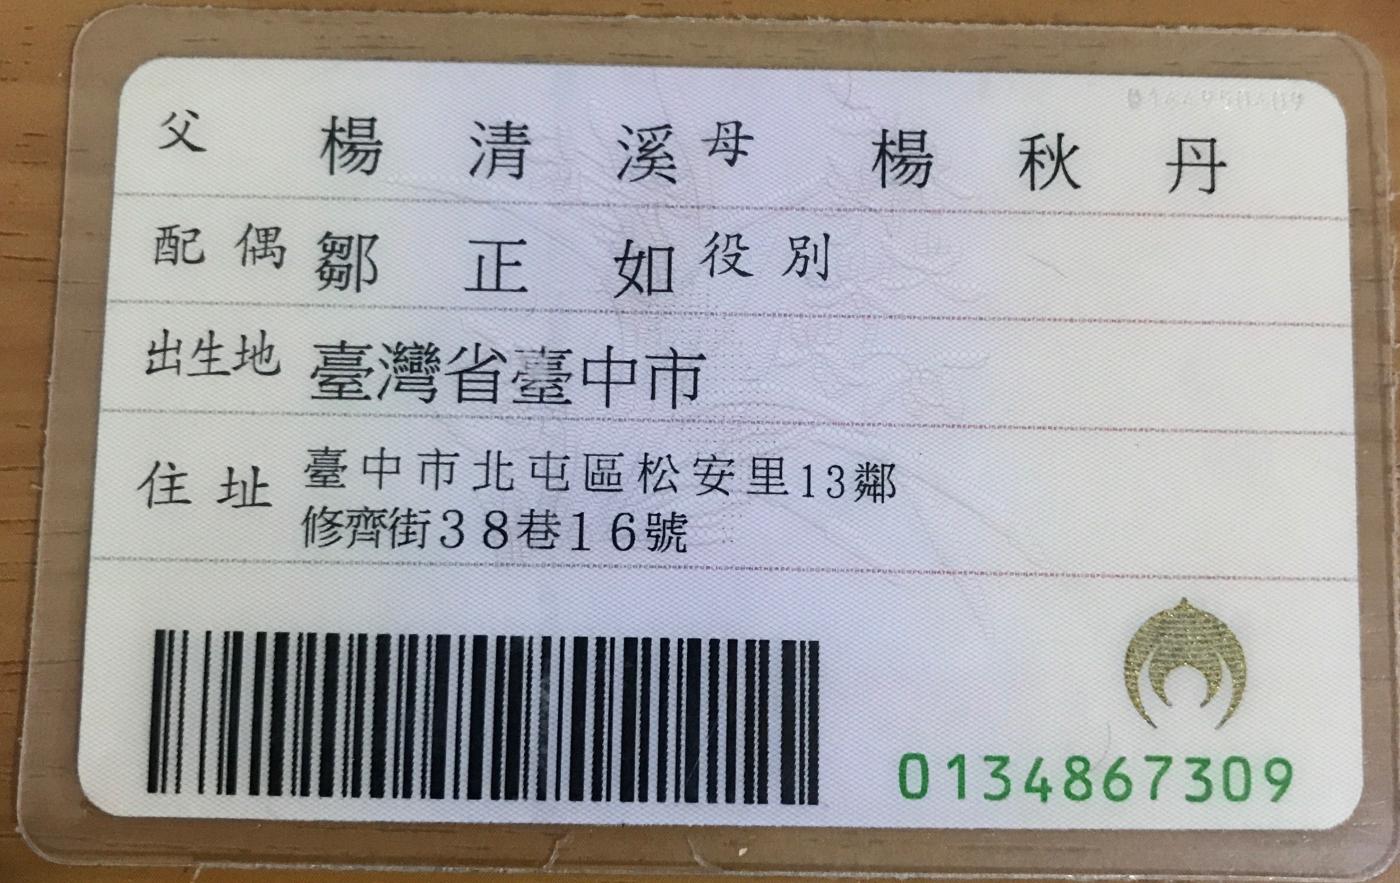 父 楊清溪 母 楊秋丹
配偶 鄒正如 役別
出生地 臺灣省臺中市
住址 臺中市北屯區松安里13鄰
修齊街38巷16號
0134867309